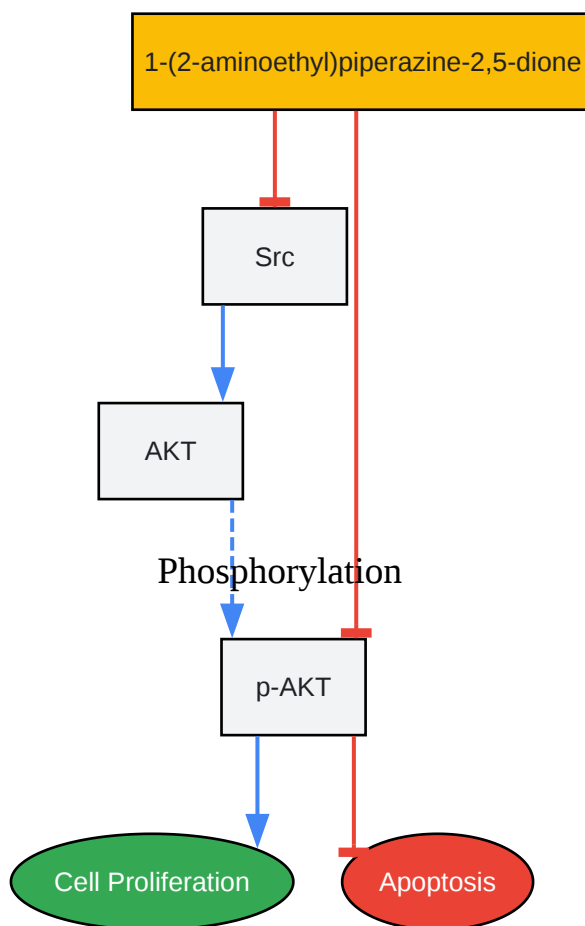 1-(2-aminoethyl)piperazine-2,5-dione
Src
AKT
Phosphorylation
p-AKT
Cell Proliferation
Apoptosis